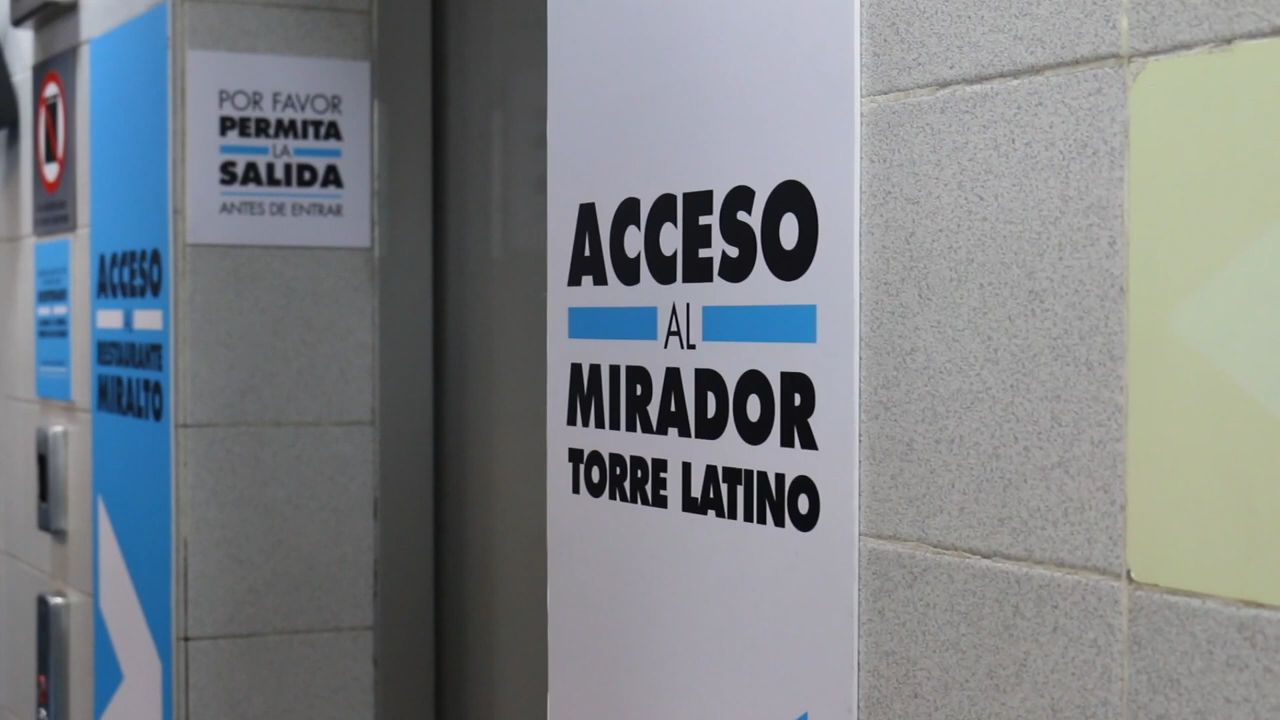 POR FAVOR
PERMITA
LA
SALIDA
ANTES DE ENTRAR
ACCESO
AL
RESTAURANTE
MIRALTO
ACCESO
AL
MIRADOR
TORRE LATINO